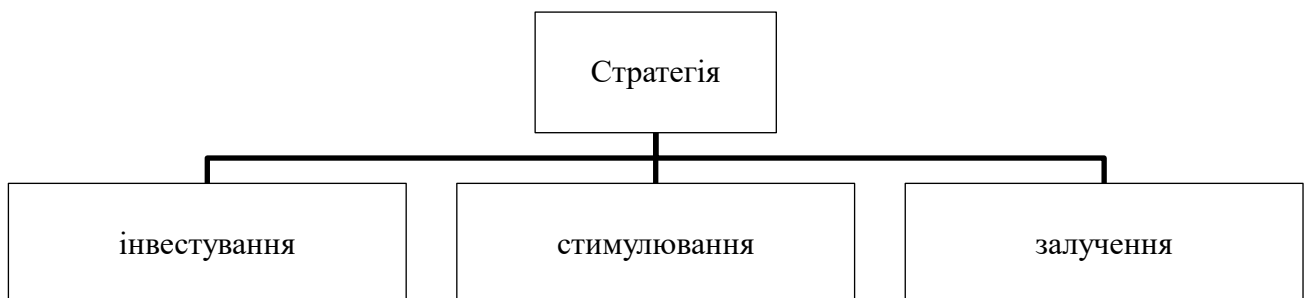 Стратегія
інвестування
стимулювання
залучення